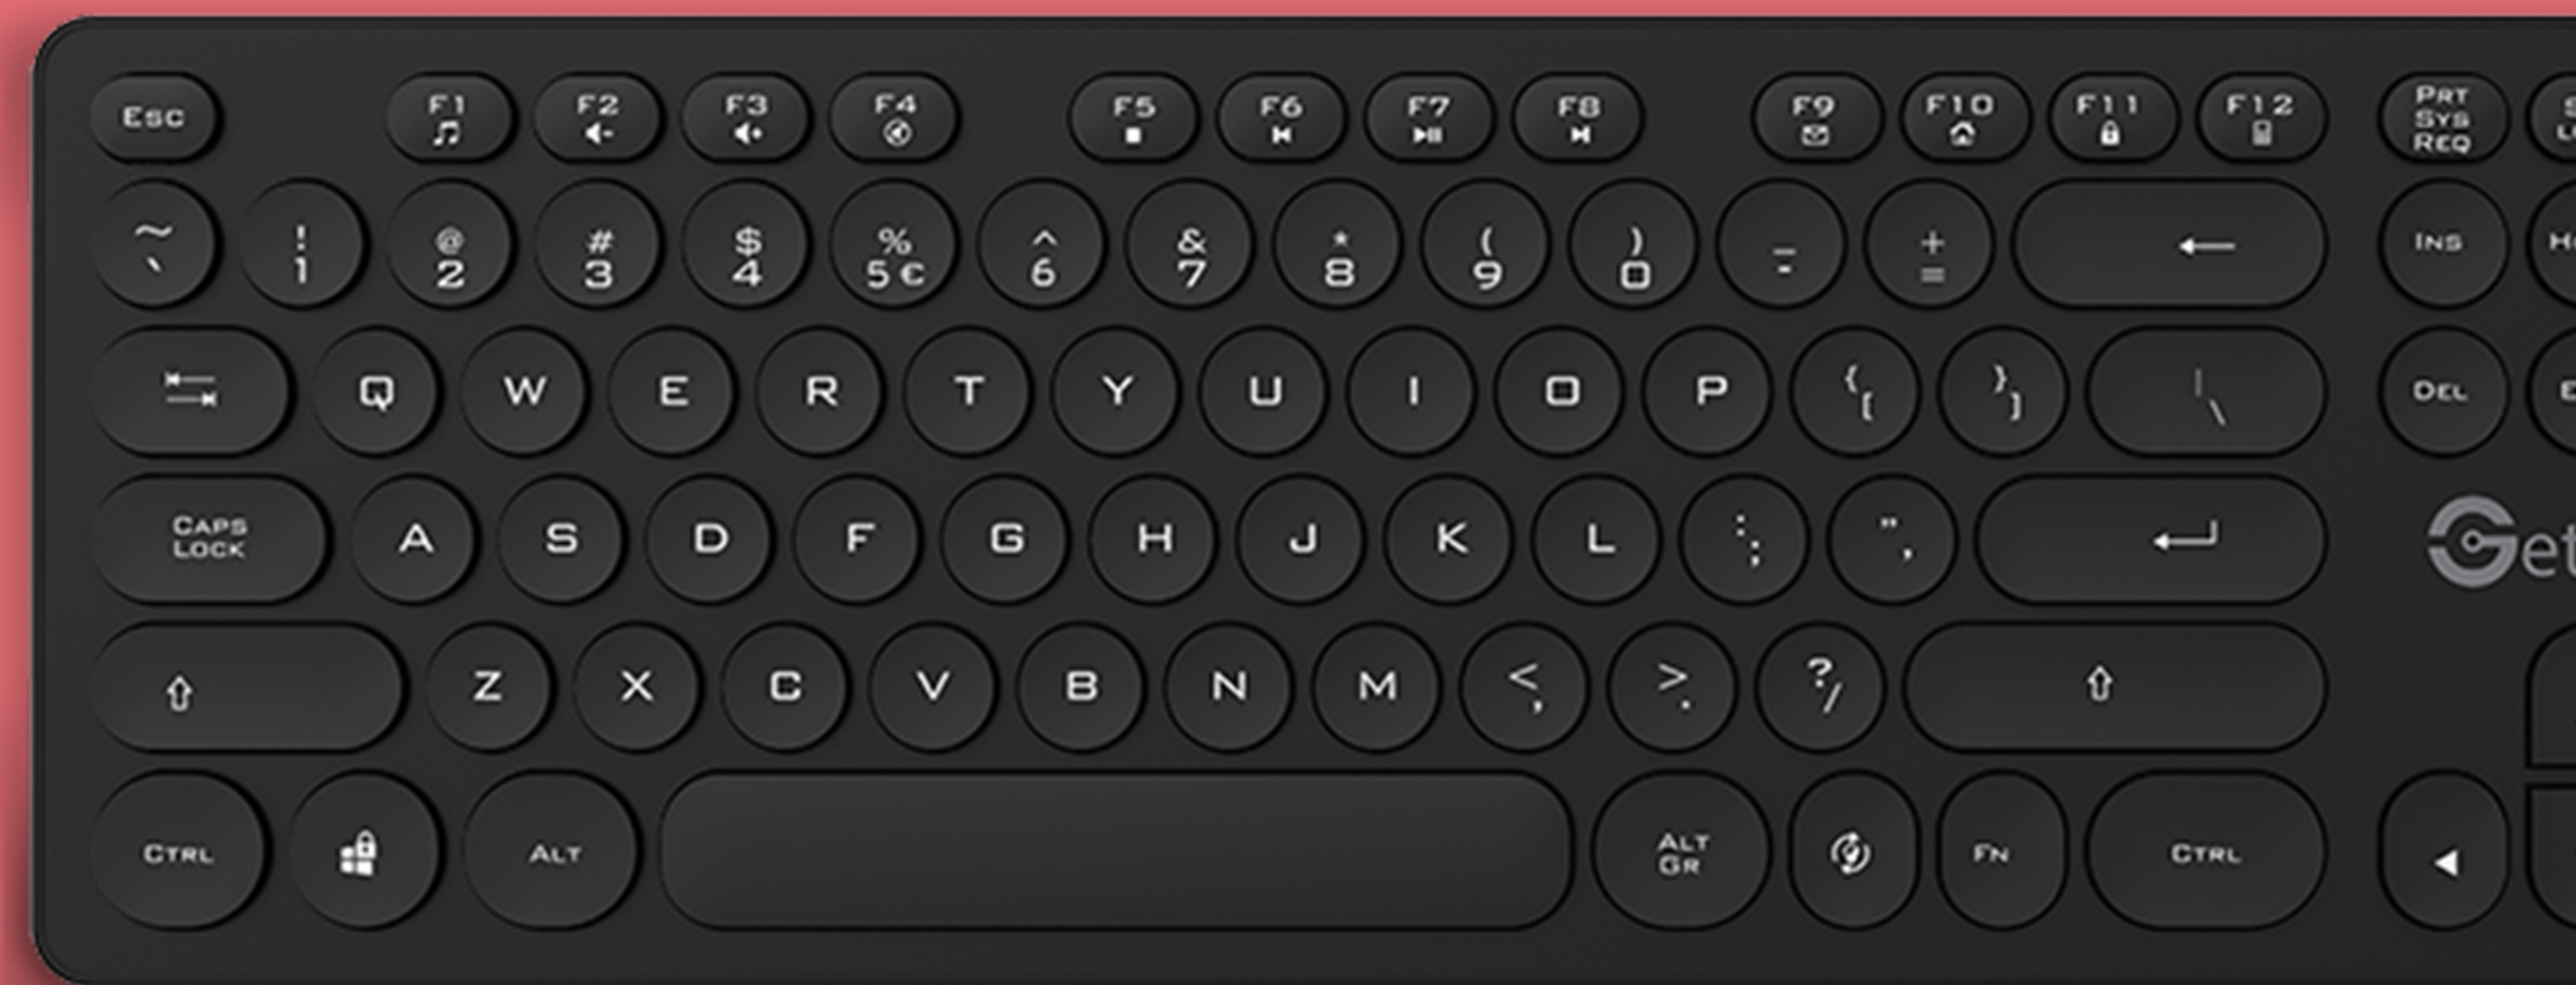 Esc F1 F2 F3 F4 F5 F6 F7 F8 F9 F10 F11 F12 PRT
SYS
REQ
~ ! @ # $ % ^ & * ( ) _ +
` 1 2 3 4 5 € 6 7 8 9 0 - = ← INS
Q W E R T Y U I O P { [ } ] | \ DEL
CAPS
LOCK
A S D F G H J K L : ; " ,
Get
Z X C V B N M < , > . ? /
CTRL ALT ALT
GR
FN CTRL